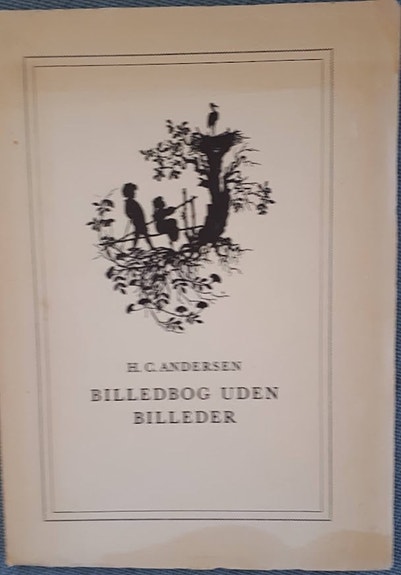 H. C. ANDERSEN
BILLEDBOG UDEN
BILLEDER